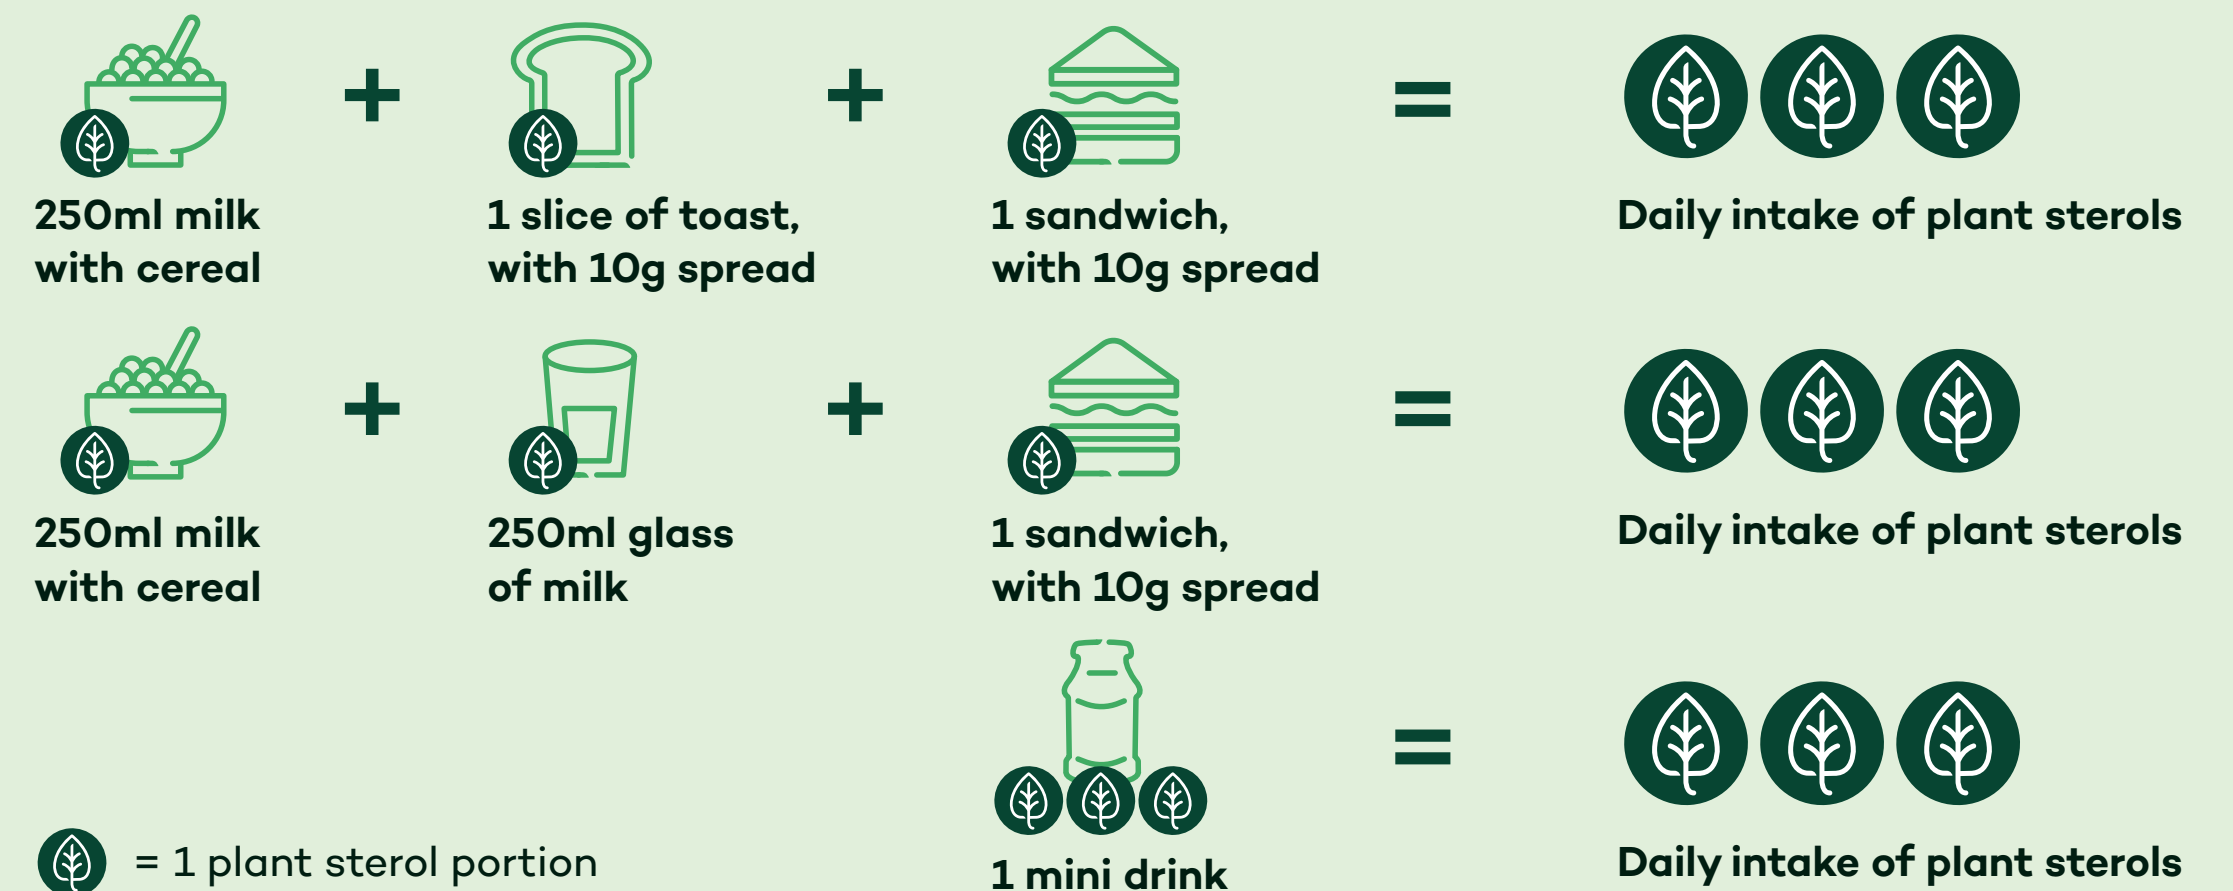 250ml milk
with cereal
+
1 slice of toast,
with 10g spread
+
1 sandwich,
with 10g spread
=
Daily intake of plant sterols
250ml milk
with cereal
+
250ml glass
of milk
+
1 sandwich,
with 10g spread
=
Daily intake of plant sterols
1 mini drink
=
Daily intake of plant sterols
= 1 plant sterol portion